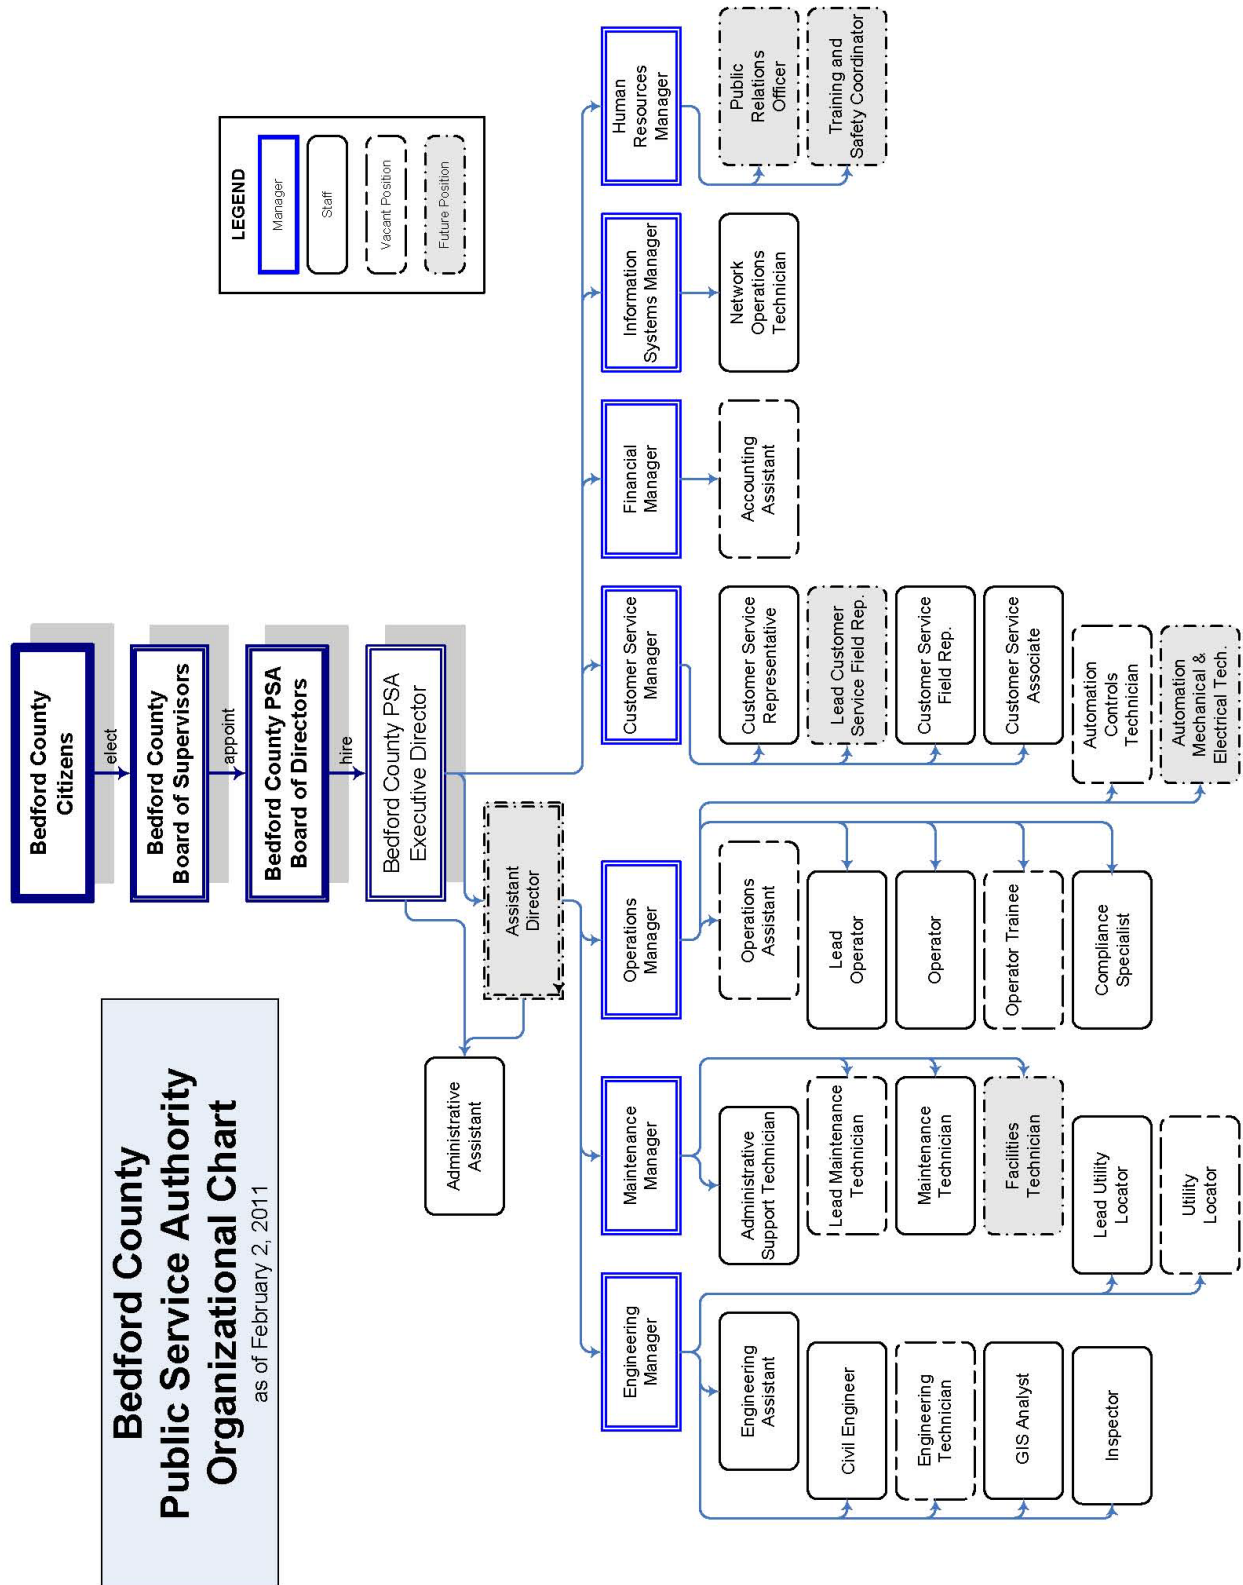 Bedford County
Public Service Authority
Organizational Chart
as of February 2, 2011
Bedford County
Citizens
elect
Bedford County
Board of Supervisors
appoint
Bedford County PSA
Board of Directors
hire
Bedford County PSA
Executive Director
LEGEND
Manager
Staff
Vacant Position
Future Position
Administrative
Assistant
Assistant
Director
Engineering
Manager
Maintenance
Manager
Operations
Manager
Customer Service
Manager
Financial
Manager
Information
Systems Manager
Human
Resources
Manager
Engineering
Assistant
Civil Engineer
Engineering
Technician
GIS Analyst
Inspector
Lead Utility
Locator
Utility
Locator
Administrative
Support Technician
Lead Maintenance
Technician
Maintenance
Technician
Facilities
Technician
Operations
Assistant
Lead
Operator
Operator
Operator Trainee
Compliance
Specialist
Automation
Controls
Technician
Automation
Mechanical &
Electrical Tech.
Customer Service
Representative
Lead Customer
Service Field Rep.
Customer Service
Field Rep.
Customer Service
Associate
Accounting
Assistant
Network
Operations
Technician
Public
Relations
Officer
Training and
Safety Coordinator